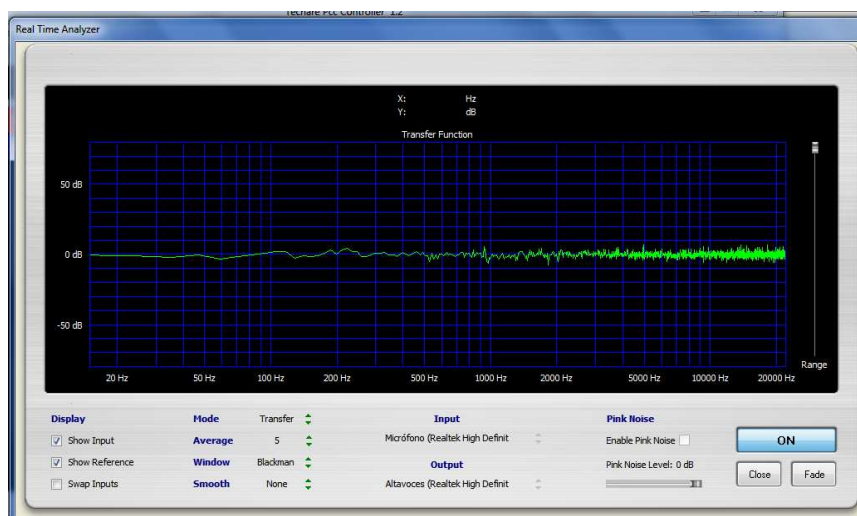 Techare Pcc Controller 1.2
Real Time Analyzer
X: Hz
Y: dB
Transfer Function
50 dB
0 dB
-50 dB
Range
20 Hz 50 Hz 100 Hz 200 Hz 500 Hz 1000 Hz 2000 Hz 5000 Hz 10000 Hz 20000 Hz
Display Mode Transfer Input Pink Noise
Show Input Average 5 Micrófono (Realtek High Definit Enable Pink Noise ON
Show Reference Window Blackman Output Pink Noise Level: 0 dB
Swap Inputs Smooth None Altavoces (Realtek High Definit Close Fade